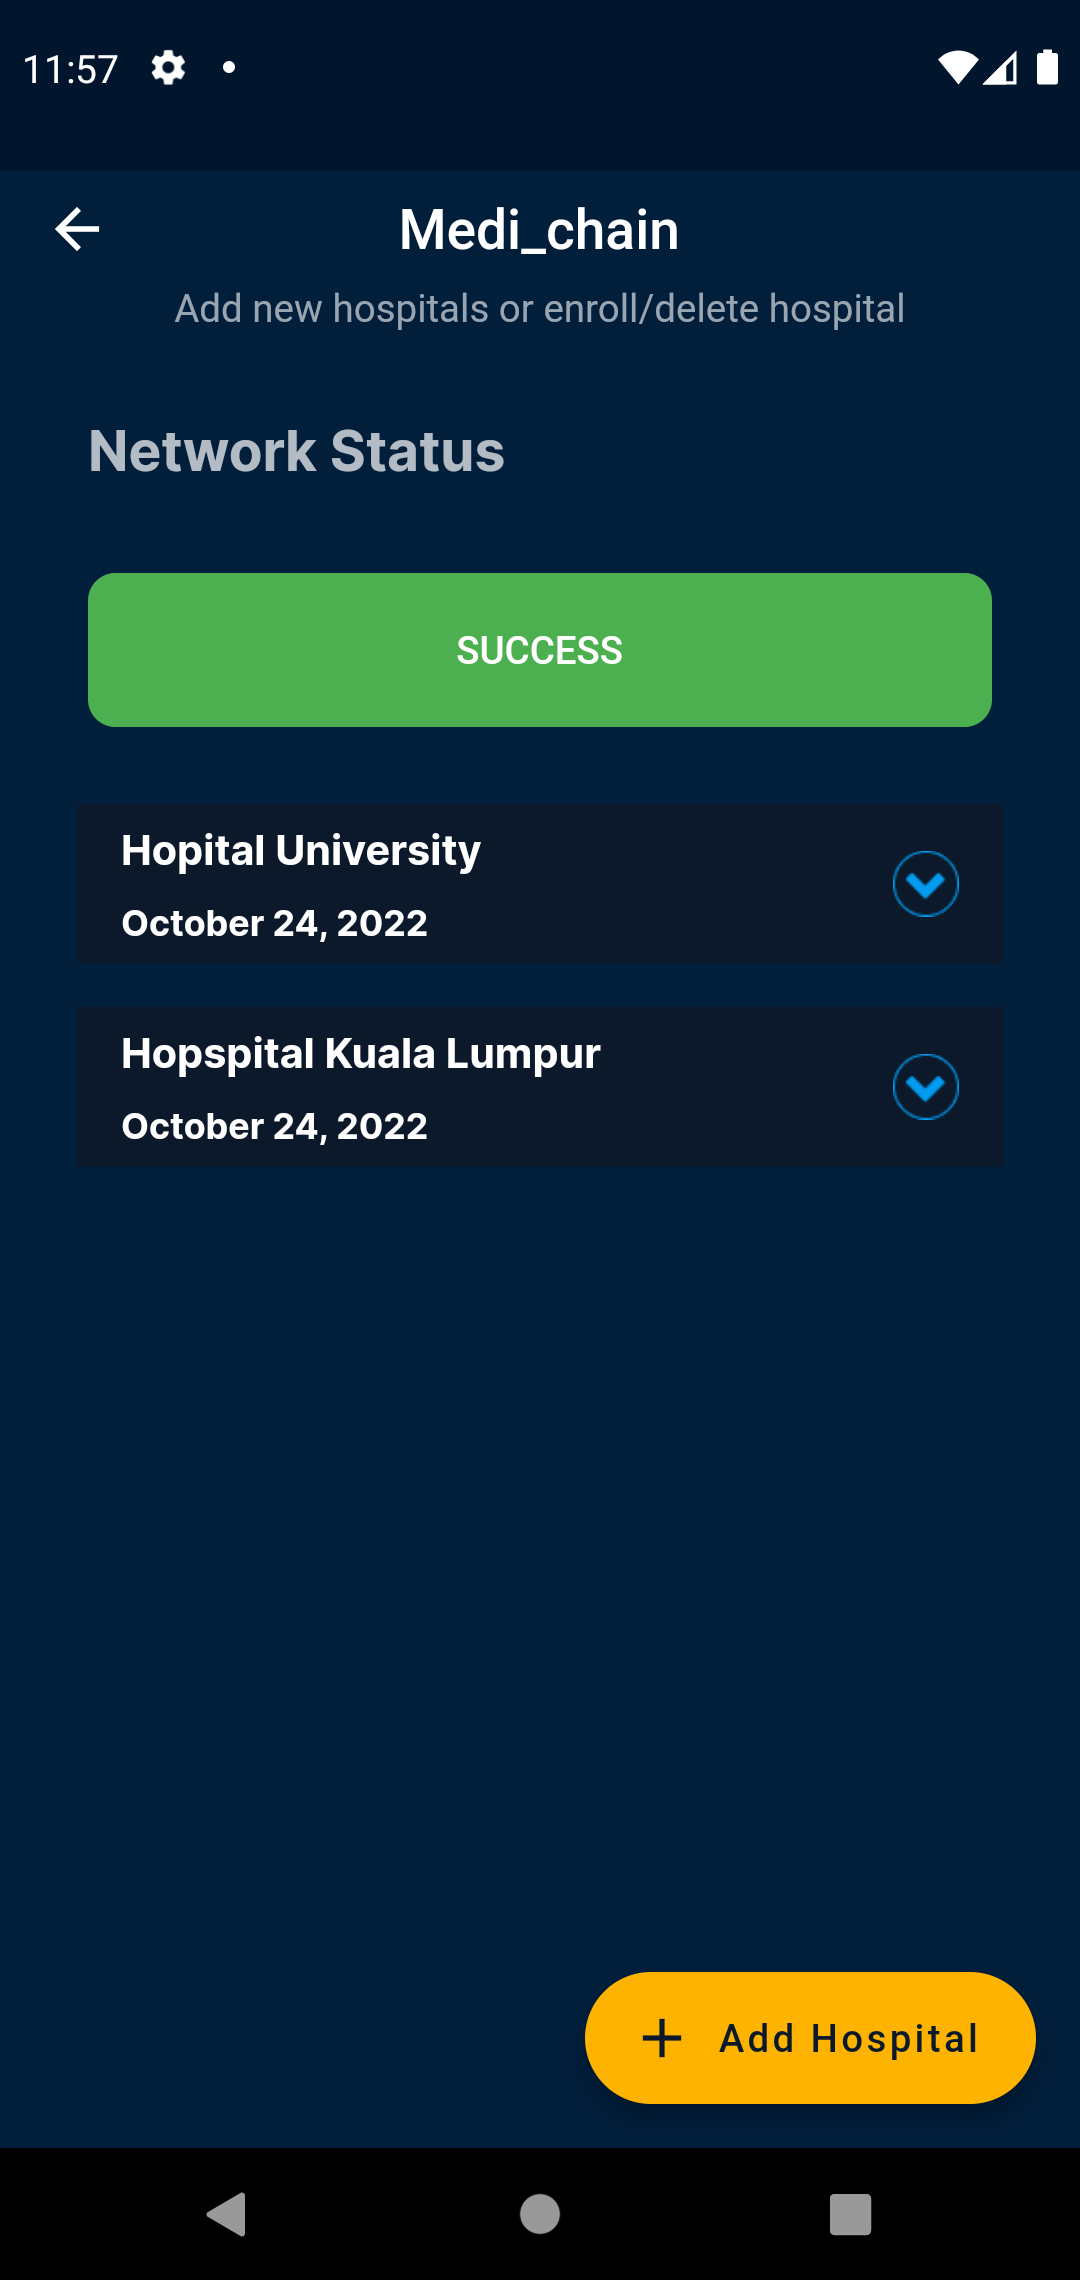 11:57
Medi_chain
Add new hospitals or enroll/delete hospital
Network Status
SUCCESS
Hopital University
October 24, 2022
Hopspital Kuala Lumpur
October 24, 2022
Add Hospital